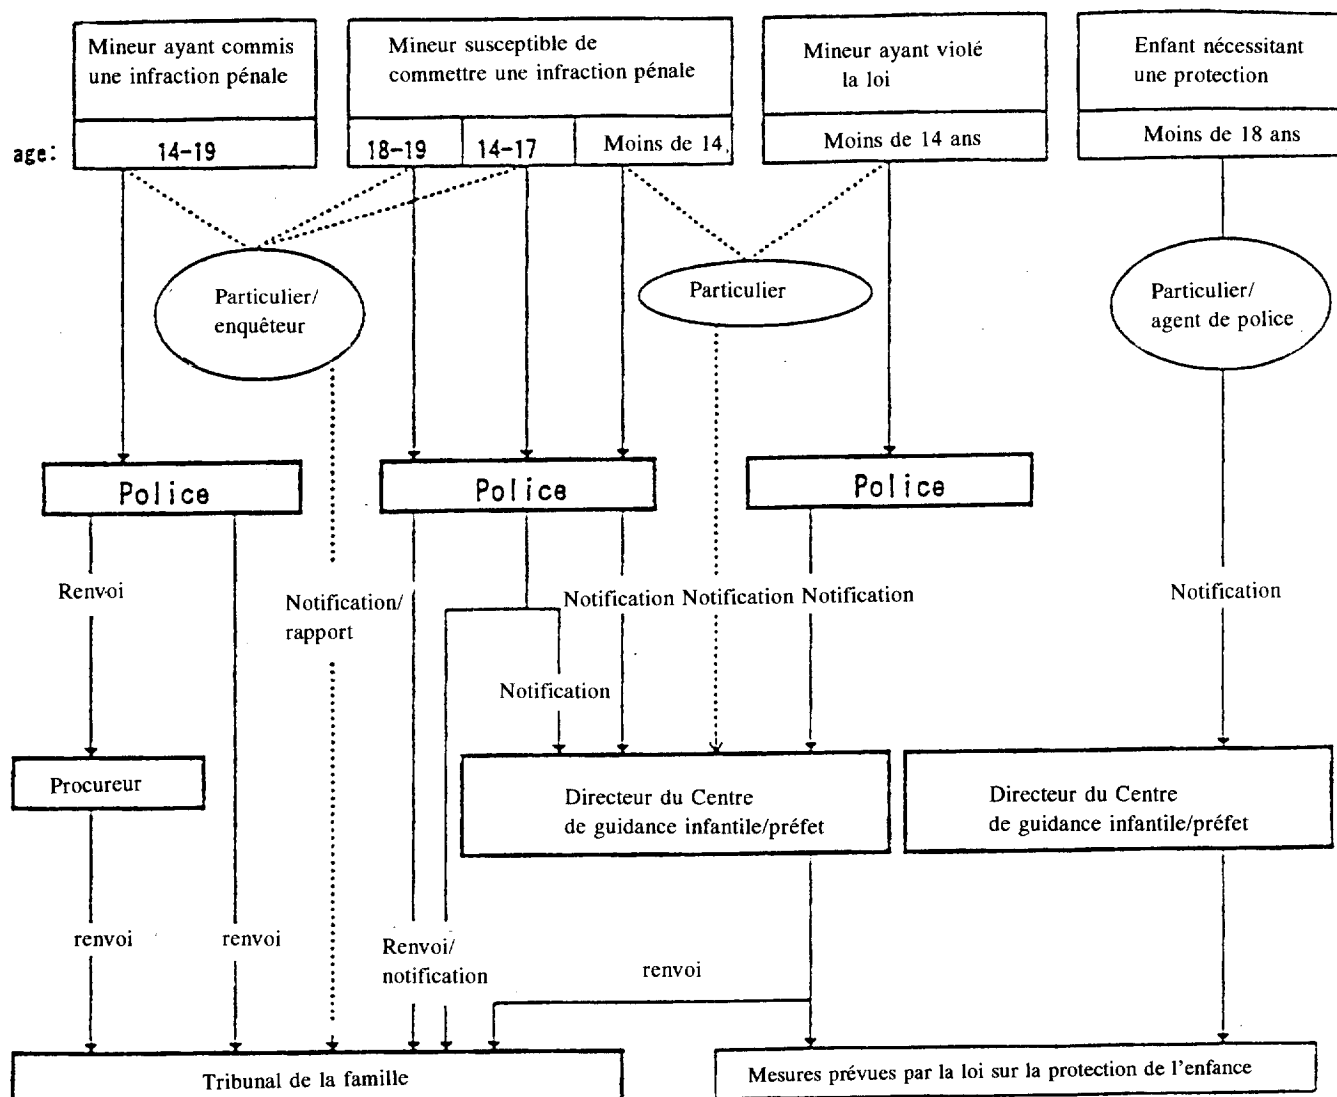 Mineur ayant commis
une infraction pénale
Mineur susceptible de
commettre une infraction pénale
Mineur ayant violé
la loi
Enfant nécessitant
une protection
age:
14-19
18-19
14-17
Moins de 14
Moins de 14 ans
Moins de 18 ans
Particulier/
enquêteur
Particulier
Particulier/
agent de police
Police
Police
Police
Renvoi
Notification/
rapport
Notification Notification Notification
Notification
Notification
Procureur
Directeur du Centre
de guidance infantile/préfet
Directeur du Centre
de guidance infantile/préfet
renvoi
renvoi
Renvoi/
notification
renvoi
Tribunal de la famille
Mesures prévues par la loi sur la protection de l'enfance